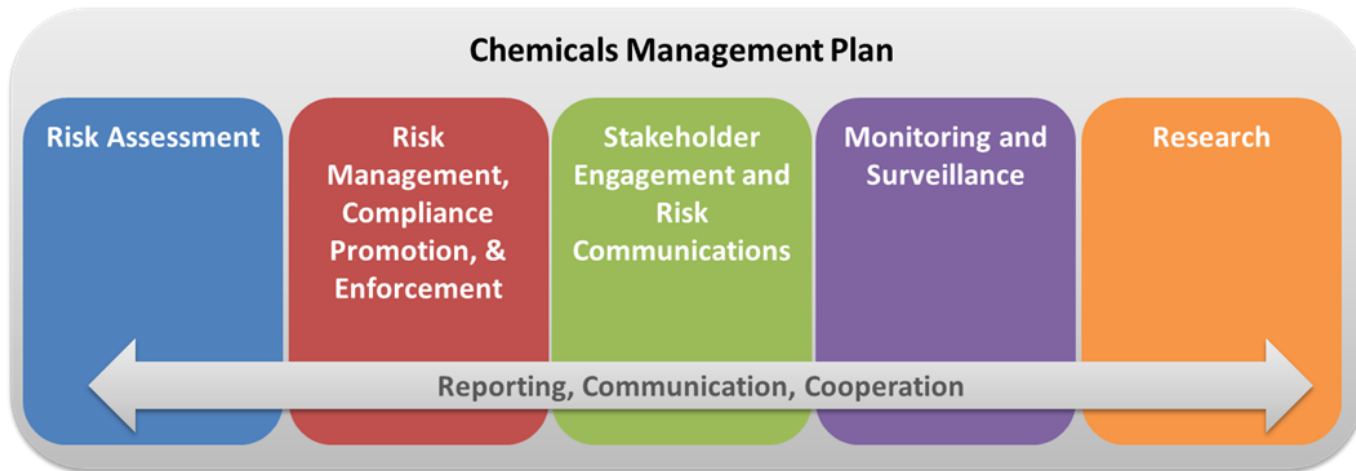 Chemicals Management Plan
Risk Assessment
Risk
Management,
Compliance
Promotion, &
Enforcement
Stakeholder
Engagement and
Risk
Communications
Monitoring and
Surveillance
Research
Reporting, Communication, Cooperation